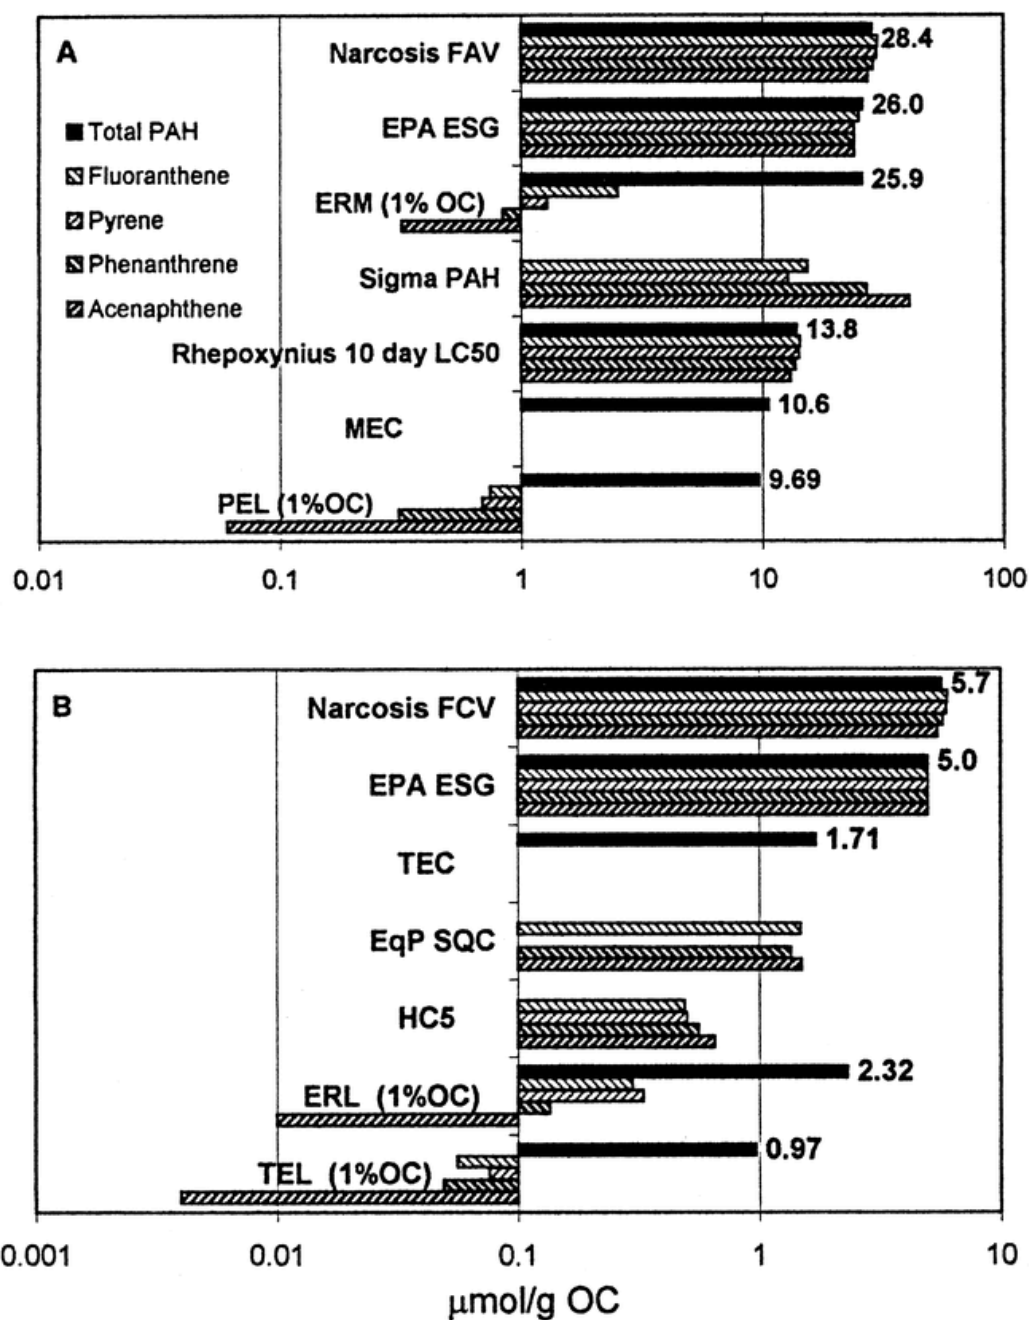 A
Narcosis FAV
28.4
EPA ESG
26.0
Total PAH
Fluoranthene
Pyrene
Phenanthrene
Acenaphthene
25.9
ERM (1% OC)
Sigma PAH
Rhepoxynius 10 day LC50
13.8
MEC
10.6
PEL (1%OC)
9.69
0.01 0.1 1 10 100
B
Narcosis FCV
5.7
EPA ESG
5.0
TEC
1.71
EqP SQC
HC5
ERL (1%OC)
2.32
TEL (1%OC)
0.97
0.001 0.01 0.1 1 10
µmol/g OC